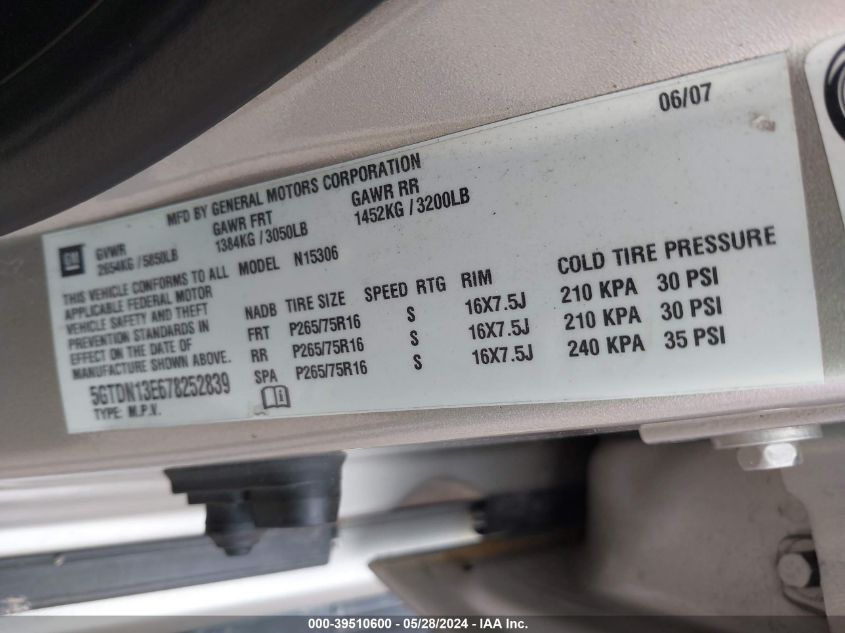 06/07
MFD BY GENERAL MOTORS CORPORATION
GM GVWR GAWR FRT GAWR RR
2654KG / 5850LB 1384KG / 3050LB 1452KG / 3200LB
THIS VEHICLE CONFORMS TO ALL MODEL N15306
APPLICABLE FEDERAL MOTOR
VEHICLE SAFETY AND THEFT
PREVENTION STANDARDS IN
EFFECT ON THE DATE OF
MANUFACTURE SHOWN ABOVE.
5GTDN13E678252839
TYPE: M.P.V.
NADB TIRE SIZE SPEED RTG RIM COLD TIRE PRESSURE
FRT P265/75R16 S 16X7.5J 210 KPA 30 PSI
RR P265/75R16 S 16X7.5J 210 KPA 30 PSI
SPA P265/75R16 S 16X7.5J 240 KPA 35 PSI
000-39510600 - 05/28/2024 - IAA Inc.